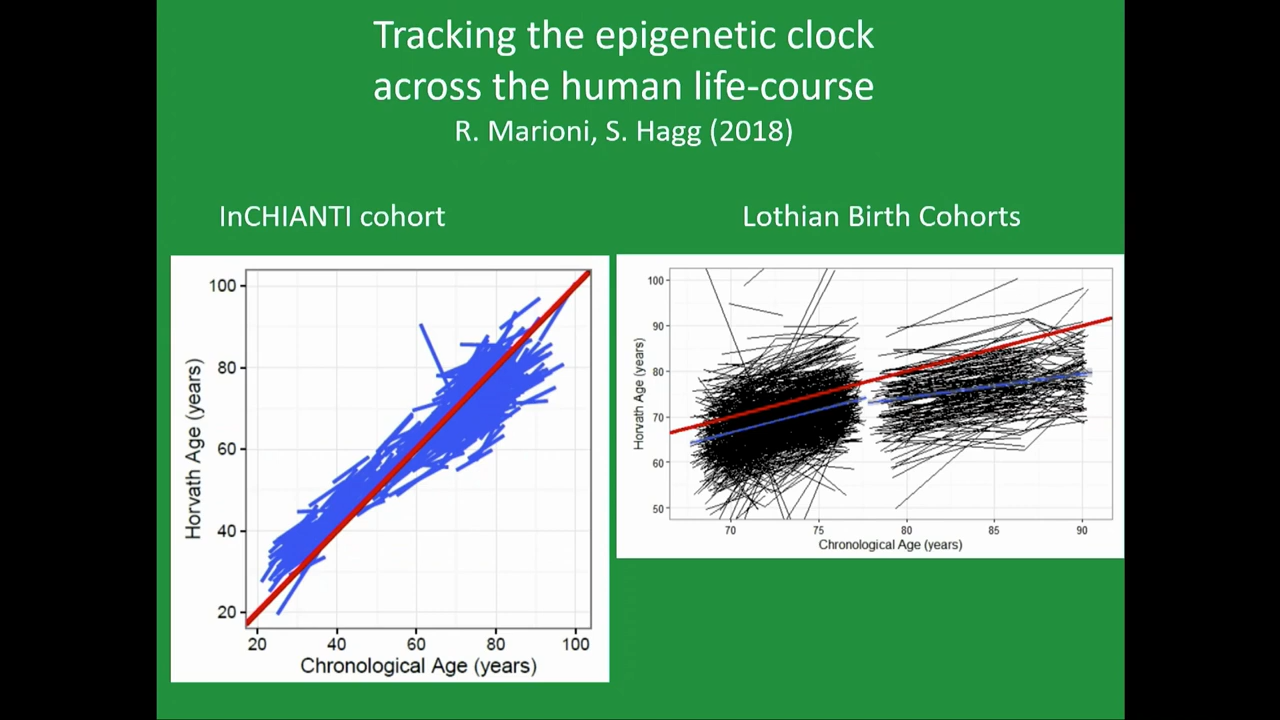 Tracking the epigenetic clock
across the human life-course
R. Marioni, S. Hagg (2018)
InCHIANTI cohort
Lothian Birth Cohorts
100
80
60
40
20
Horvath Age (years)
20 40 60 80 100
Chronological Age (years)
100
90
80
70
60
50
Horvath Age (years)
70 75 80 85 90
Chronological Age (years)